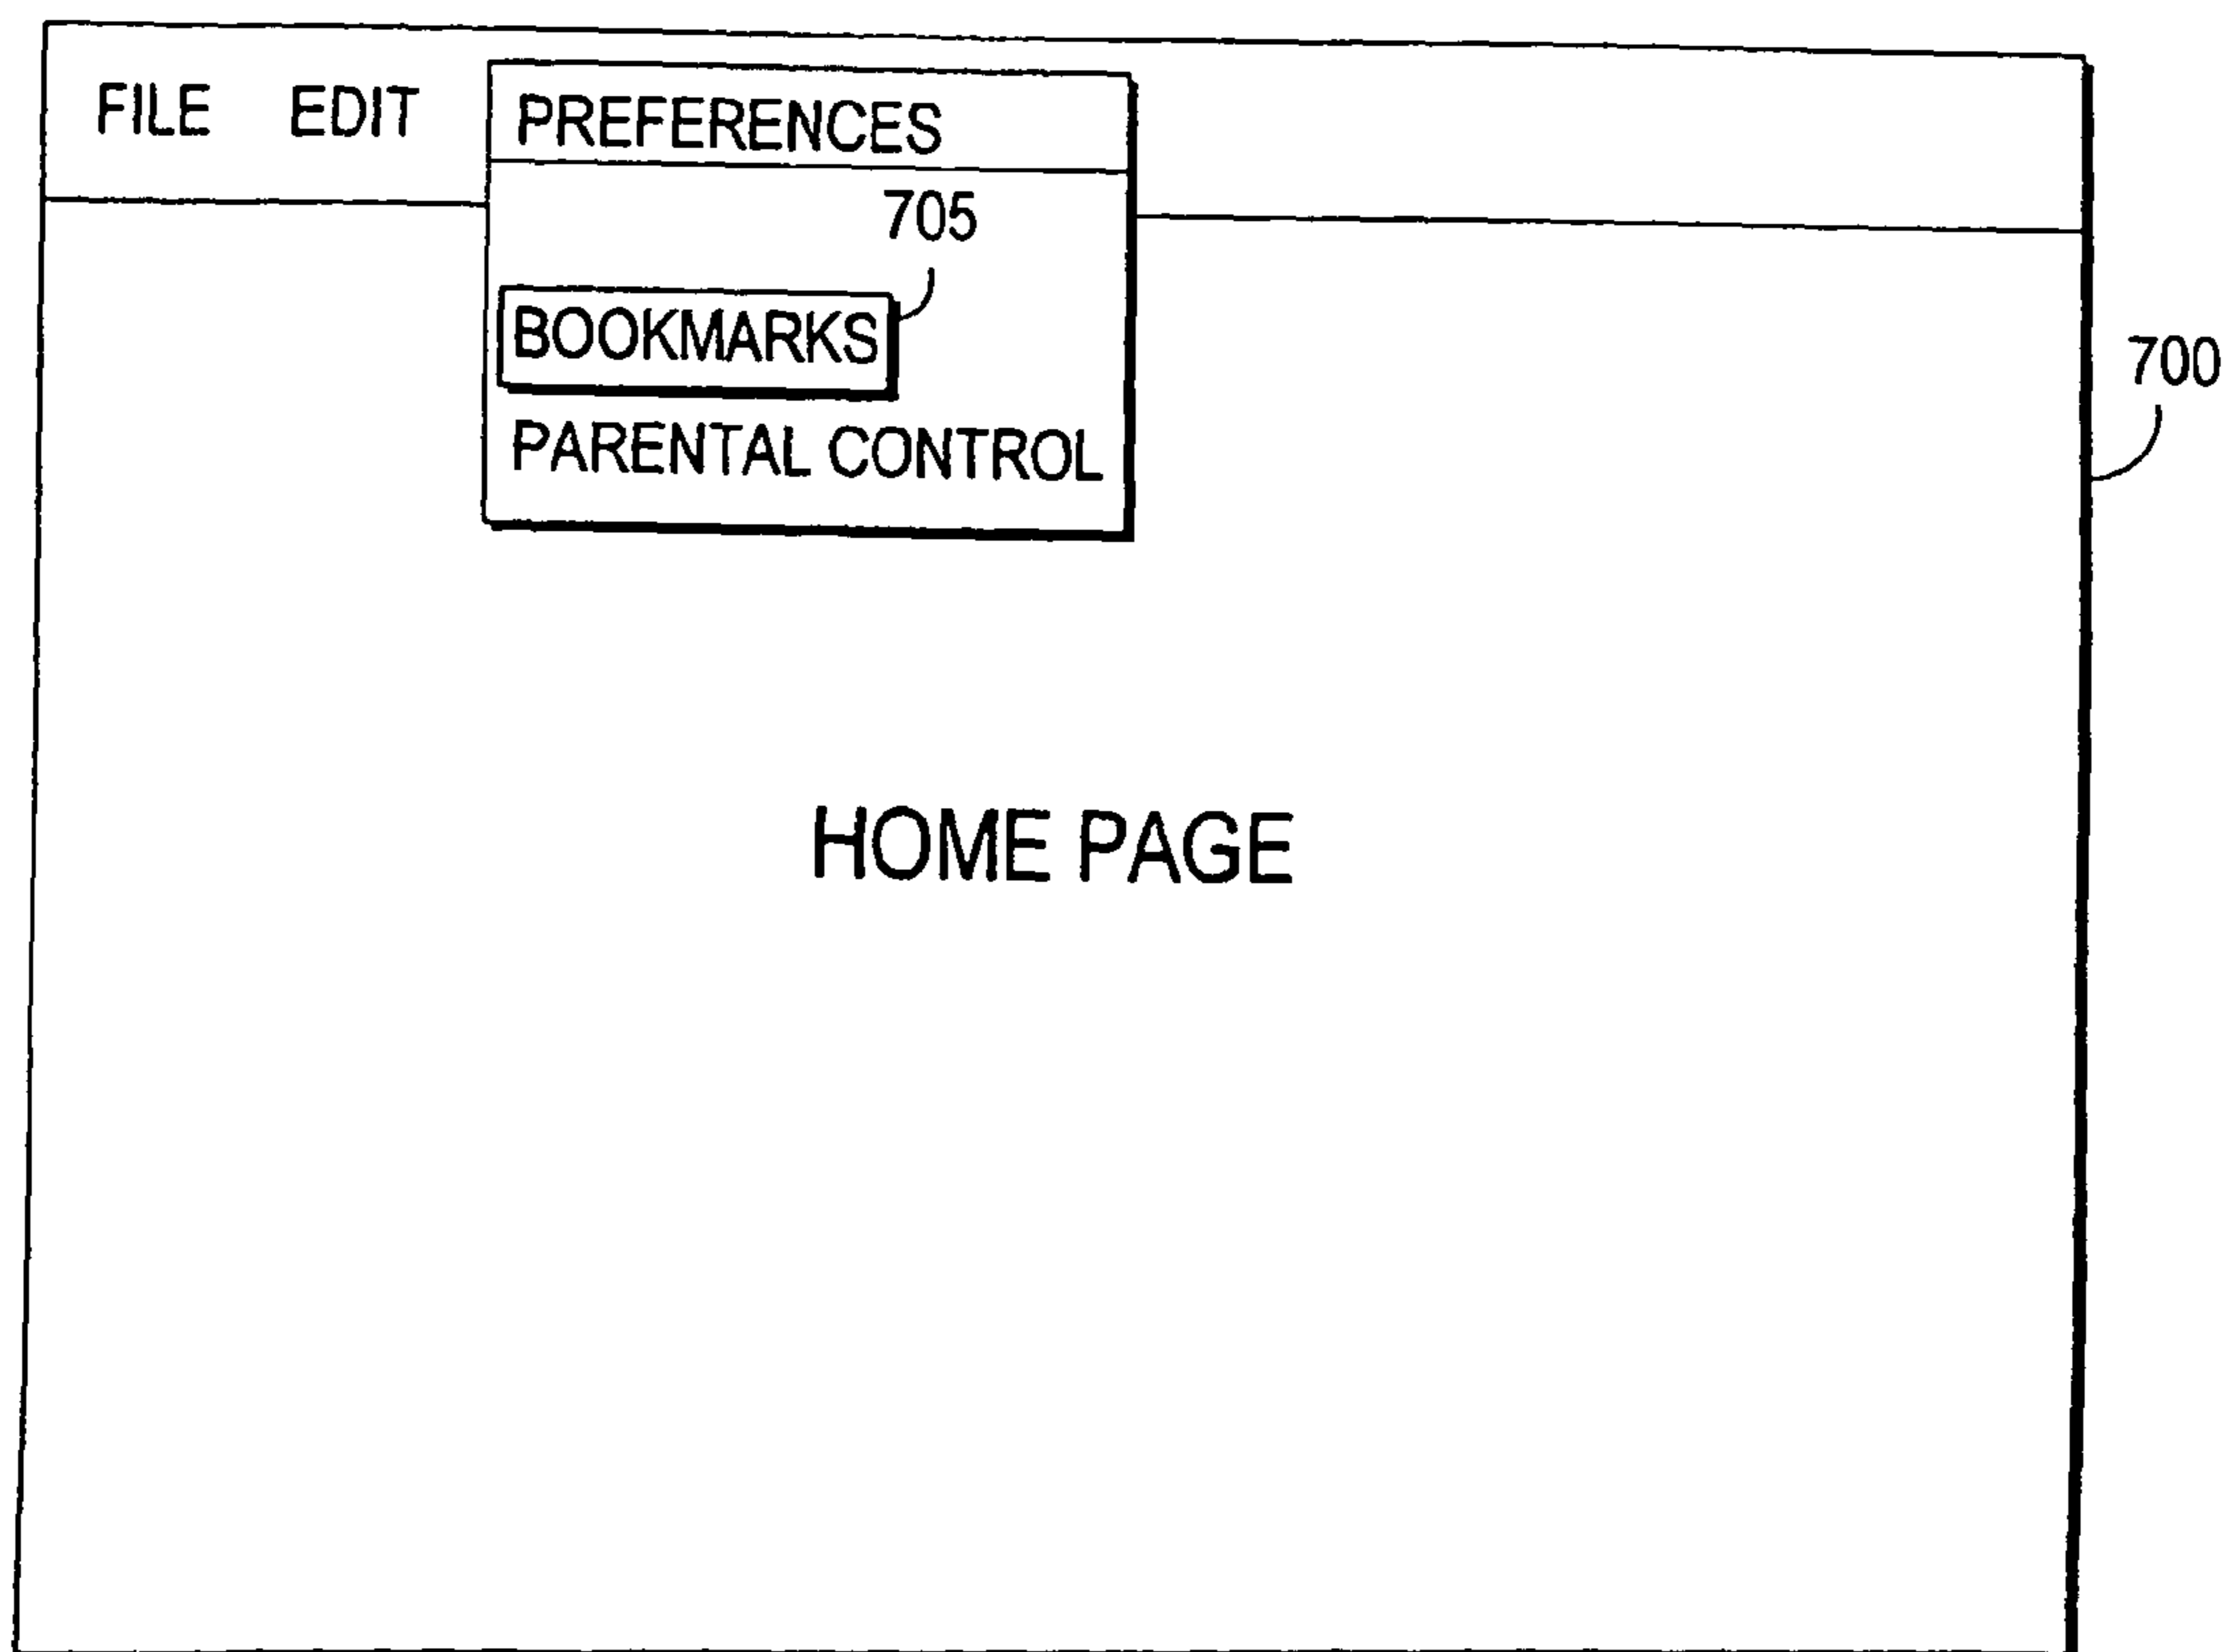 FILE EDIT PREFERENCES
705
BOOKMARKS
700
PARENTAL CONTROL
HOME PAGE